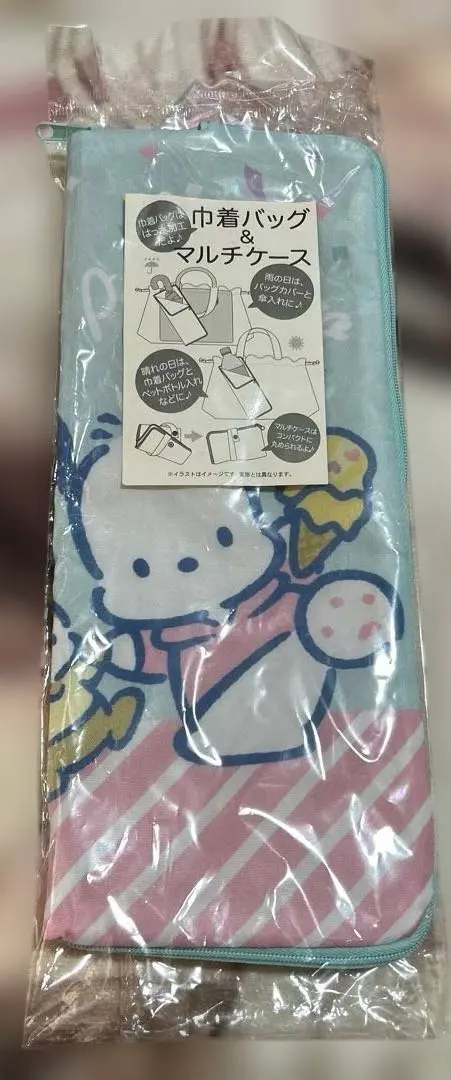 巾着バッグは
はっ水加工
だよ♪
巾着バッグ
&
マルチケース
雨の日は、
バッグカバーと
傘入れに♪
晴れの日は、
巾着バッグと
ペットボトル入れ
などに♪
マルチケースは
コンパクトに
丸められるよ♪
※イラストはイメージです。実際とは異なります。